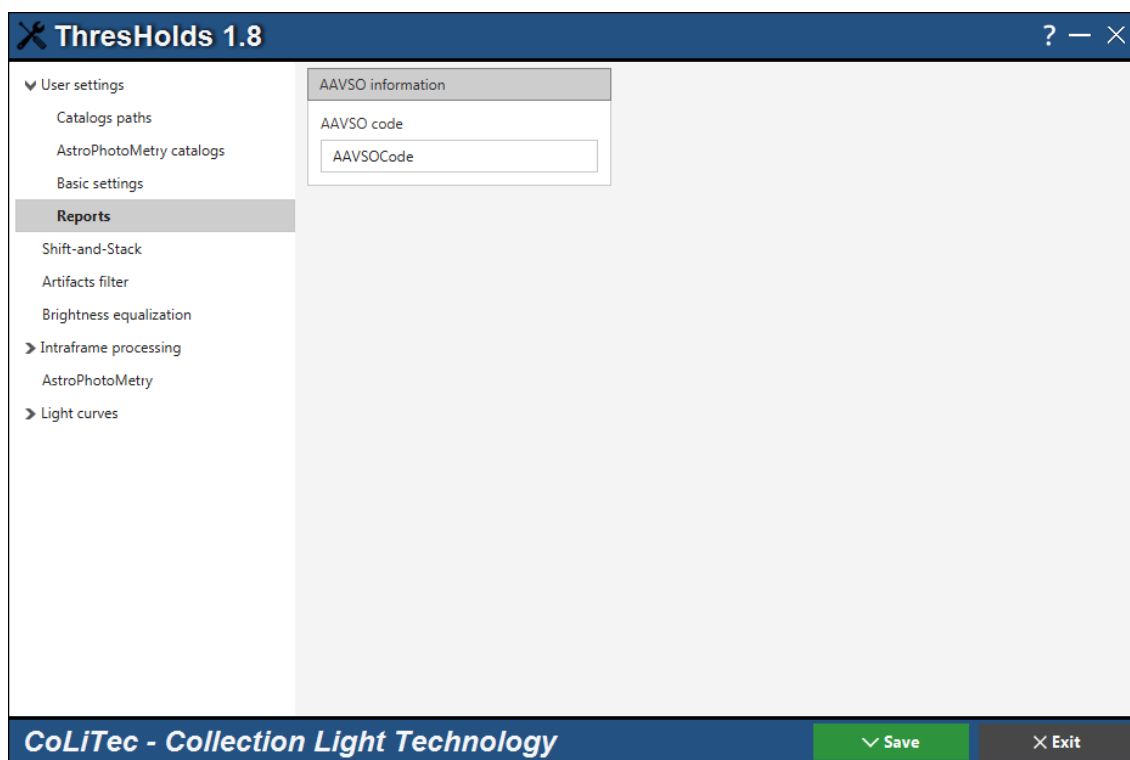 ThresHolds 1.8
User settings
Catalogs paths
AstroPhotoMetry catalogs
Basic settings
Reports
Shift-and-Stack
Artifacts filter
Brightness equalization
Intraframe processing
AstroPhotoMetry
Light curves
AAVSO information
AAVSO code
AAVSOCode
CoLiTec - Collection Light Technology
Save
Exit